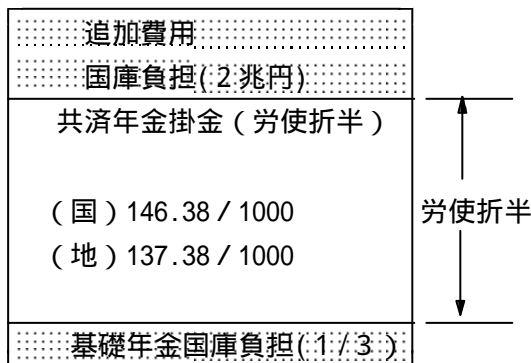 追加費用
国庫負担(2兆円)
共済年金掛金(労使折半)
(国)146.38/1000
(地)137.38/1000
労使折半
基礎年金国庫負担(1/3)